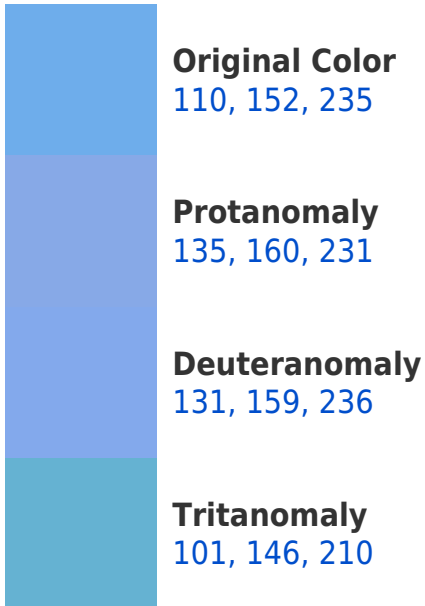 Original Color
110, 152, 235
Protanomaly
135, 160, 231
Deuteranomaly
131, 159, 236
Tritanomaly
101, 146, 210